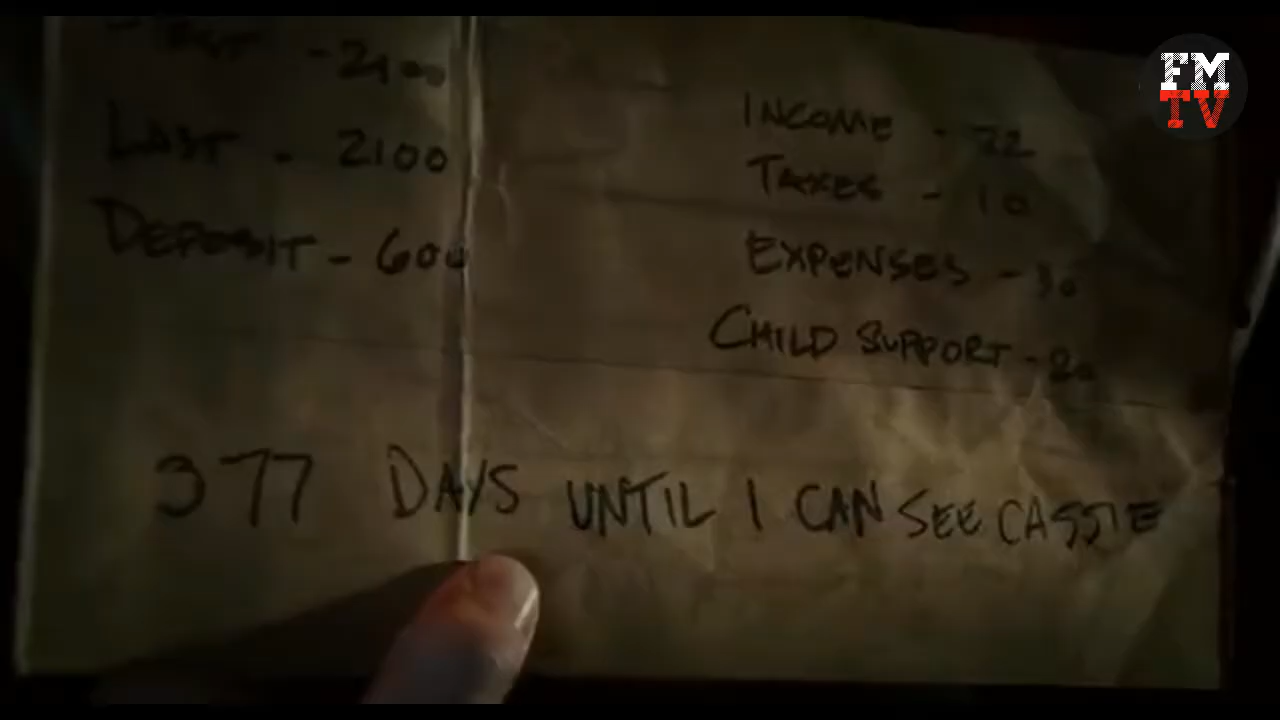 FM
TV
- 2100
LAST - 2100
DEPOSIT - 600
INCOME - 22
TAXES - 10
EXPENSES -
CHILD SUPPORT -
377 DAYS UNTIL I CAN SEE CASSIE